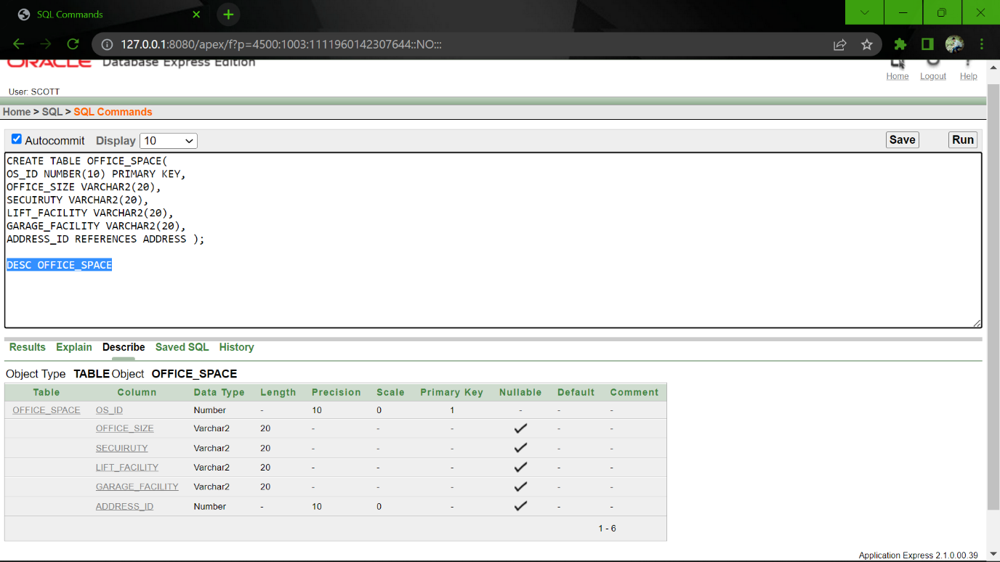 SQL Commands
127.0.0.1:8080/apex/f?p=4500:1003:1111960142307644::NO:::
ORACLE Database Express Edition
Home Logout Help
User: SCOTT
Home > SQL > SQL Commands
Autocommit Display 10 Save Run
CREATE TABLE OFFICE_SPACE(
OS_ID NUMBER(10) PRIMARY KEY,
OFFICE_SIZE VARCHAR2(20),
SECUIRUTY VARCHAR2(20),
LIFT_FACILITY VARCHAR2(20),
GARAGE_FACILITY VARCHAR2(20),
ADDRESS_ID REFERENCES ADDRESS );
DESC OFFICE_SPACE
Results Explain Describe Saved SQL History
Object Type TABLE Object OFFICE_SPACE
Table Column Data Type Length Precision Scale Primary Key Nullable Default Comment
OFFICE_SPACE OS_ID Number - 10 0 1 - - -
OFFICE_SIZE Varchar2 20 - - - ✓ - -
SECUIRUTY Varchar2 20 - - - ✓ - -
LIFT_FACILITY Varchar2 20 - - - ✓ - -
GARAGE_FACILITY Varchar2 20 - - - ✓ - -
ADDRESS_ID Number - 10 0 - ✓ - -
1 - 6
Application Express 2.1.0.00.39